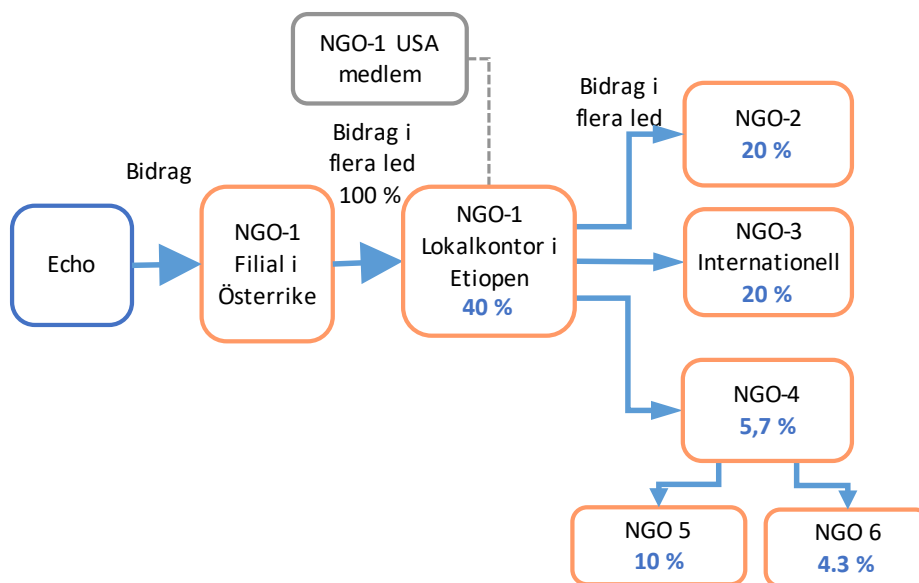 NGO-1 USA
medlem
Bidrag i
flera led
NGO-2
20 %
Bidrag
Bidrag i
flera led
100 %
Echo
NGO-1
Filial i
Österrike
NGO-1
Lokalkontor i
Etiopen
40 %
NGO-3
Internationell
20 %
NGO-4
5,7 %
NGO 5
10 %
NGO 6
4.3 %